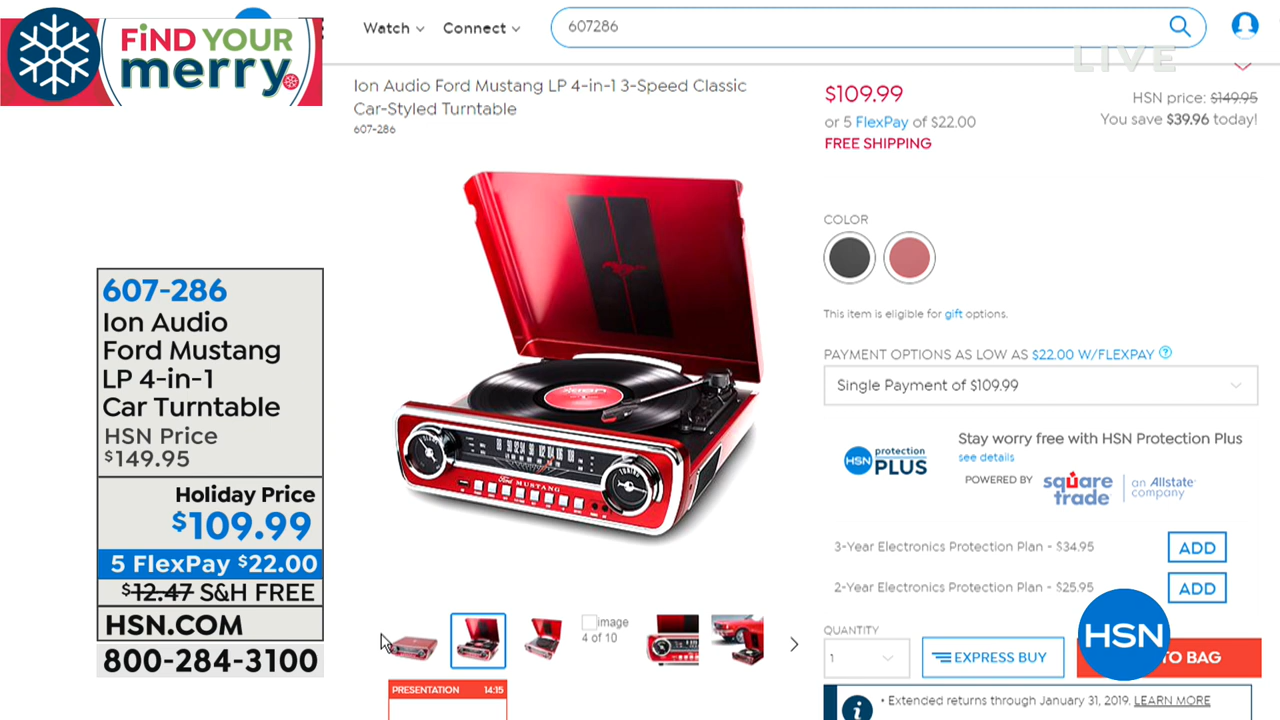 FiND YOUR
merry.
Watch
Connect
607286
LIVE
Ion Audio Ford Mustang LP 4-in-1 3-Speed Classic
Car-Styled Turntable
607-286
$109.99
HSN price: $149.95
or 5 FlexPay of $22.00
You save $39.96 today!
FREE SHIPPING
COLOR
This item is eligible for gift options.
PAYMENT OPTIONS AS LOW AS $22.00 W/FLEXPAY ?
Single Payment of $109.99
HSN protection PLUS
Stay worry free with HSN Protection Plus
see details
POWERED BY
square trade
an Allstate company
3-Year Electronics Protection Plan - $34.95
ADD
2-Year Electronics Protection Plan - $25.95
ADD
QUANTITY
1
EXPRESS BUY
HSN
TO BAG
i
• Extended returns through January 31, 2019. LEARN MORE
607-286
Ion Audio
Ford Mustang
LP 4-in-1
Car Turntable
HSN Price
$149.95
Holiday Price
$109.99
5 FlexPay $22.00
$12.47 S&H FREE
HSN.COM
800-284-3100
Ford MUSTANG
TUNING
image
4 of 10
PRESENTATION 14:15